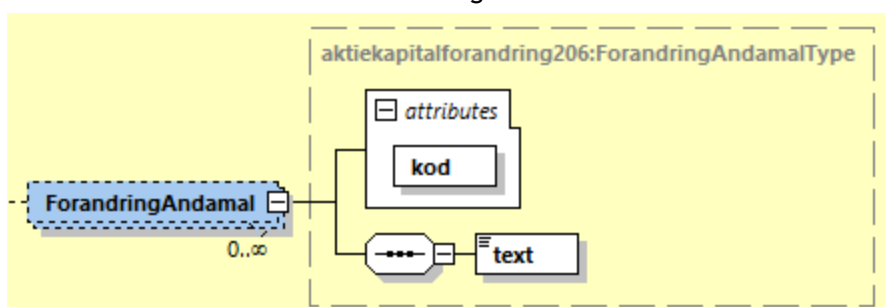 aktiekapitalforandring206:ForandringAndamalType
attributes
kod
ForandringAndamal
0..∞
text